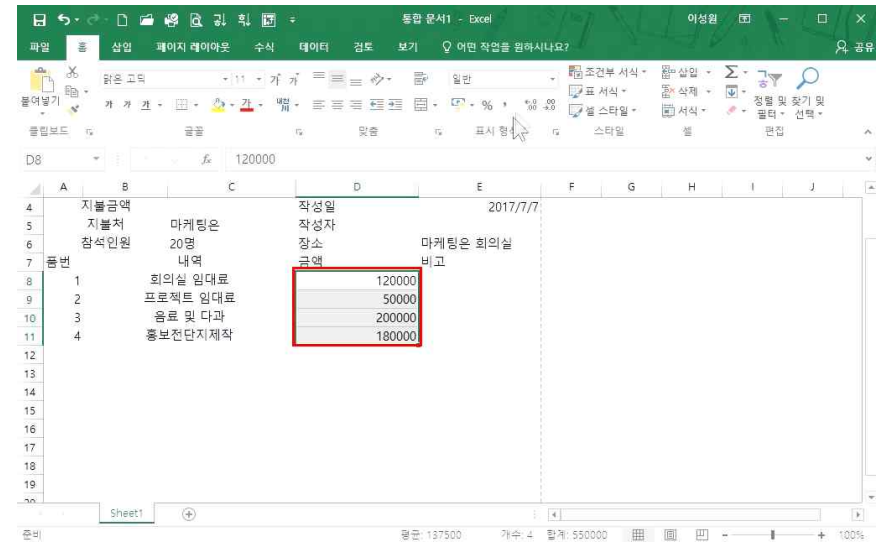 통합 문서1 - Excel 이성원
파일 홈 삽입 페이지 레이아웃 수식 데이터 검토 보기 어떤 작업을 원하시나요? 공유
붙여넣기 맑은 고딕 11 가 가 일반 조건부 서식 삽입 Σ
가 가 가 가 내천 % , 표 서식 삭제 정렬 및 찾기 및
셀 스타일 서식 필터 선택
클립보드 글꼴 맞춤 표시 형식 스타일 셀 편집
D8 fx 120000
A B C D E F G H I J
4 지불금액 작성일 2017/7/7
5 지불처 마케팅은 작성자
6 참석인원 20명 장소 마케팅은 회의실
7 품번 내역 금액 비고
8 1 회의실 임대료 120000
9 2 프로젝트 임대료 50000
10 3 음료 및 다과 200000
11 4 홍보전단지제작 180000
12
13
14
15
16
17
18
19
20
Sheet1
준비 평균: 137500 개수: 4 합계: 550000 100%